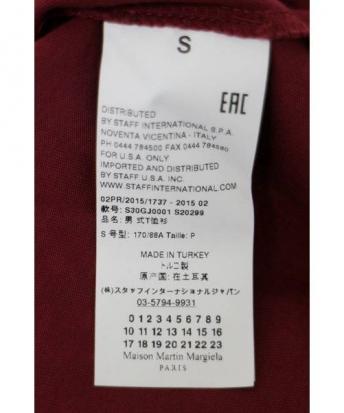 S
EAC
DISTRIBUTED
BY STAFF INTERNATIONAL S.P.A.
NOVENTA VICENTINA - ITALY
PH 0444 784500 FAX 0444 784590
FOR U.S.A. ONLY
IMPORTED AND DISTRIBUTED
BY STAFF U.S.A. INC.
WWW.STAFFINTERNATIONAL.COM
02PR/2015/1737 - 2015 02
款号: S30GJ0001 S20299
品名: 男式T恤衫
S 号型: 170/88A Taille: P
MADE IN TURKEY
トルコ製
原产国: 在土耳其
(株)スタッフインターナショナルジャパン
03-5794-9931
0 1 2 3 4 5 6 7 8 9
10 11 12 13 14 15 16
17 18 19 20 21 22 23
Maison Martin Margiela
PARIS